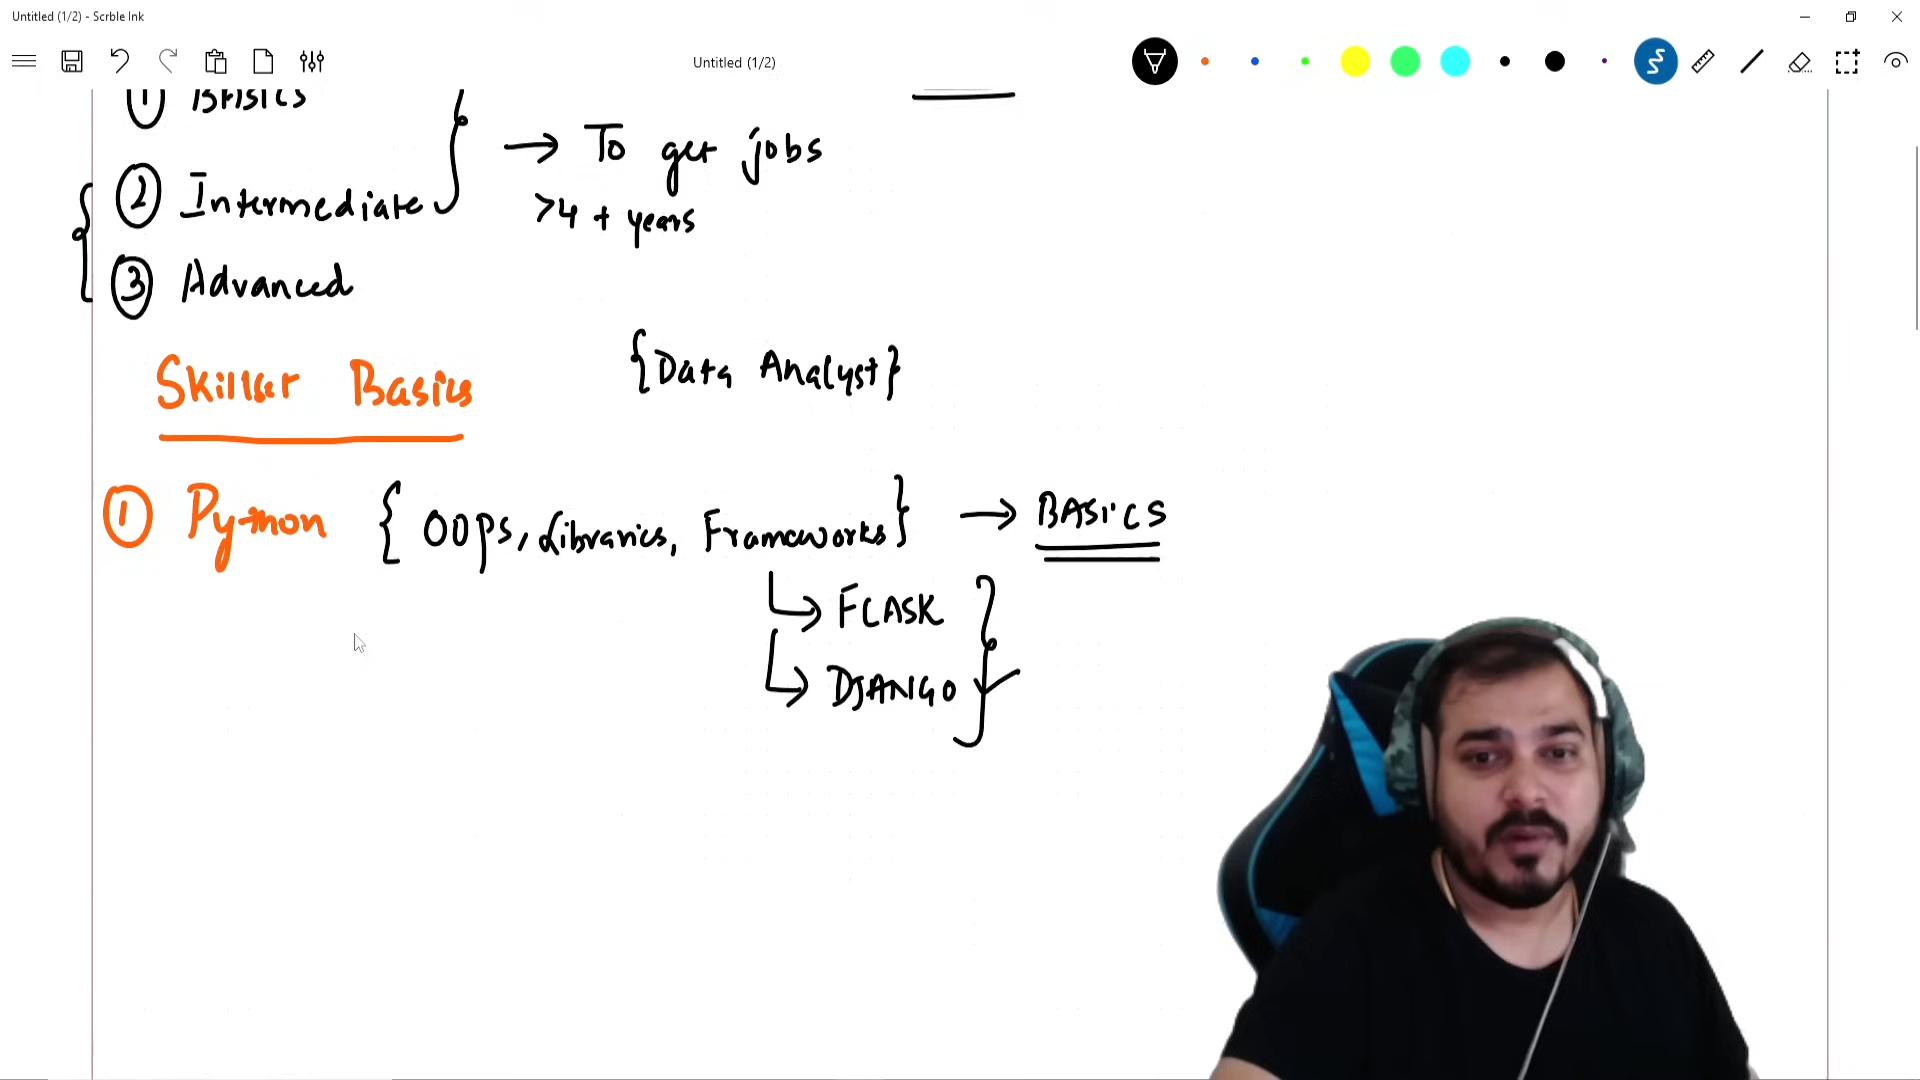 Untitled (1/2) - Scrble Ink
Untitled (1/2)
1 BASICS
2 Intermediate
→ To get jobs
>4 + years
3 Advanced
{Data Analyst}
Skillset Basics
1 Python { OOPS, Libraries, Frameworks} → BASICS
↳ FLASK
↳ DJANGO